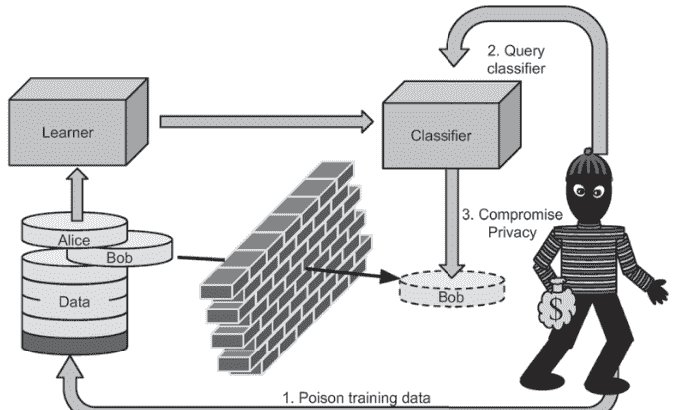 2. Query
classifier
Learner
Classifier
3. Compromise
Privacy
Alice
Bob
Data
Bob
$
1. Poison training data